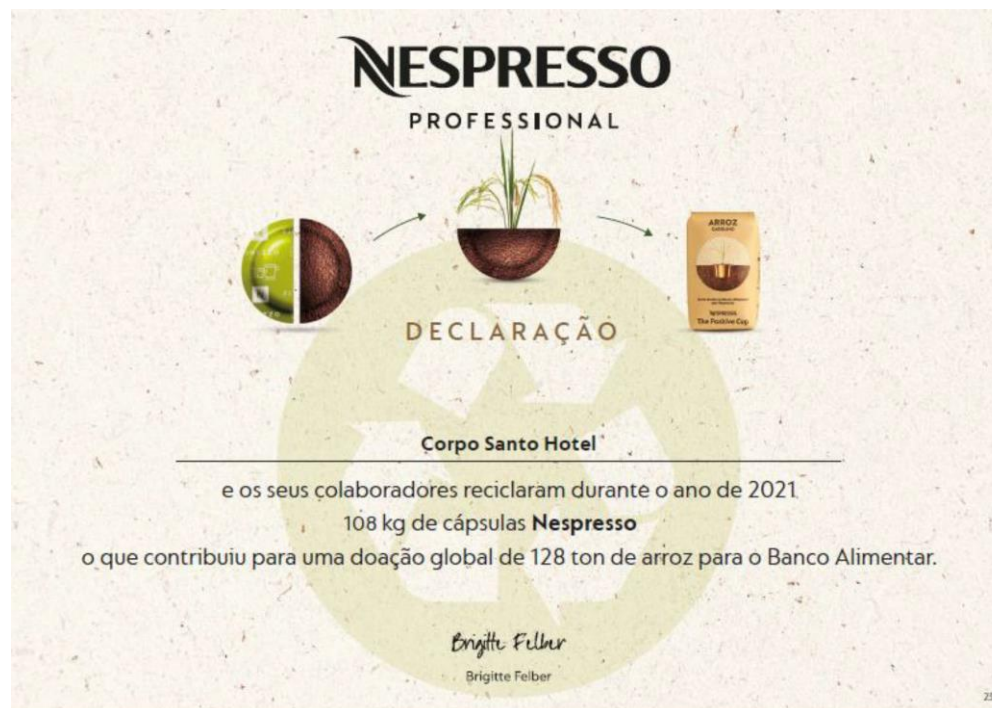 NESPRESSO
PROFESSIONAL
ARROZ
CAROLINO
NESPRESSO
The Positive Cup
DECLARAÇÃO
Corpo Santo Hotel
e os seus colaboradores reciclaram durante o ano de 2021
108 kg de cápsulas Nespresso
o que contribuiu para uma doação global de 128 ton de arroz para o Banco Alimentar.
Brigitte Felber
Brigitte Felber